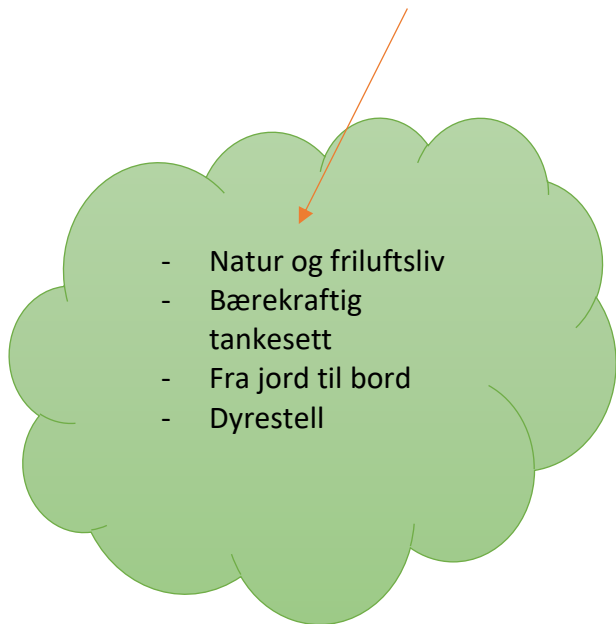 - Natur og friluftsliv
- Bærekraftig
tankesett
- Fra jord til bord
- Dyrestell